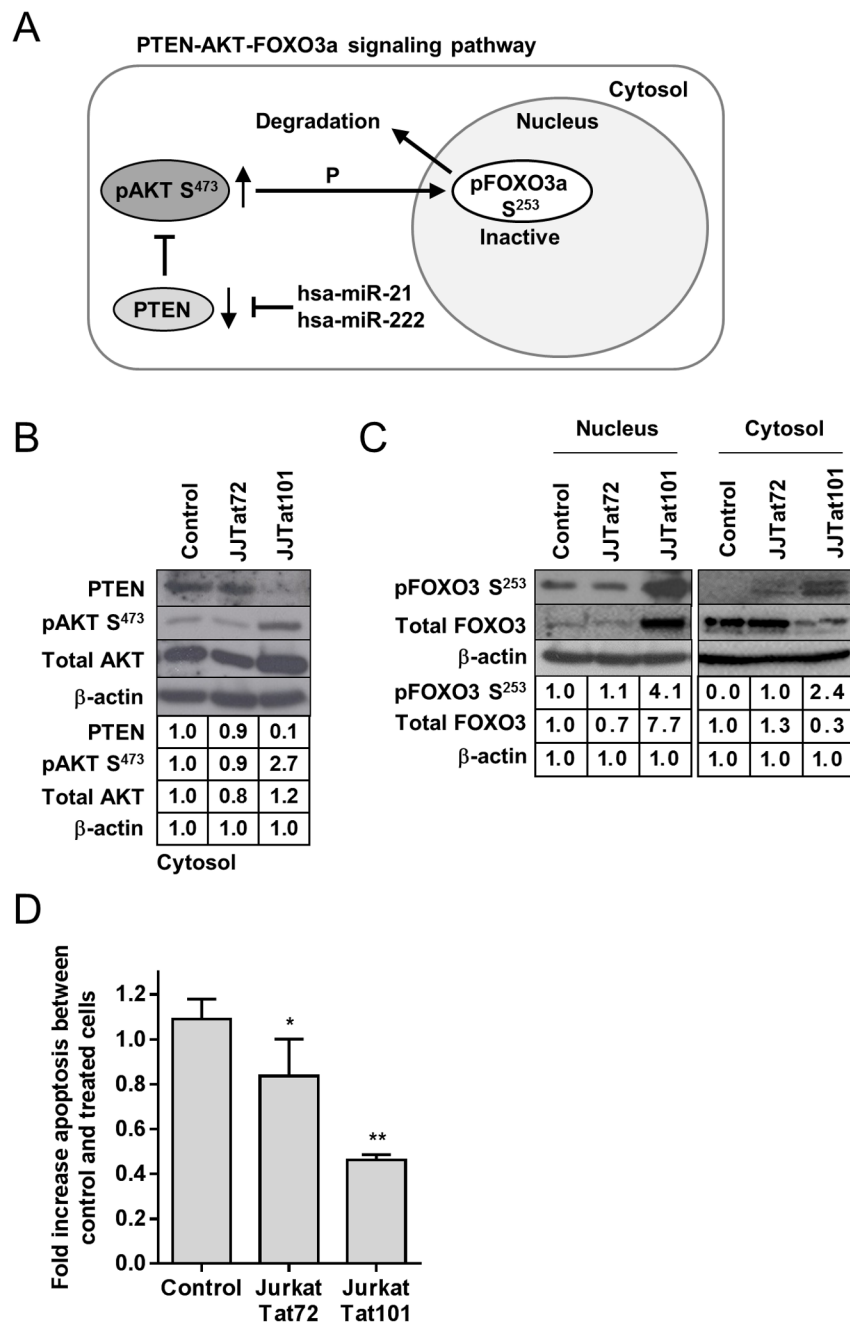 A
PTEN-AKT-FOXO3a signaling pathway
Cytosol
Degradation
Nucleus
pAKT S473
P
pFOXO3a
S253
Inactive
PTEN
hsa-miR-21
hsa-miR-222
B
Control
JJTat72
JJTat101
PTEN
pAKT S473
Total AKT
β-actin
PTEN 1.0 0.9 0.1
pAKT S473 1.0 0.9 2.7
Total AKT 1.0 0.8 1.2
β-actin 1.0 1.0 1.0
Cytosol
C
Nucleus Cytosol
Control JJTat72 JJTat101 Control JJTat72 JJTat101
pFOXO3 S253
Total FOXO3
β-actin
pFOXO3 S253 1.0 1.1 4.1 0.0 1.0 2.4
Total FOXO3 1.0 0.7 7.7 1.0 1.3 0.3
β-actin 1.0 1.0 1.0 1.0 1.0 1.0
D
Fold increase apoptosis between
control and treated cells
1.2
1.0
0.8
0.6
0.4
0.2
0.0
*
**
Control Jurkat Jurkat
Tat72 Tat101